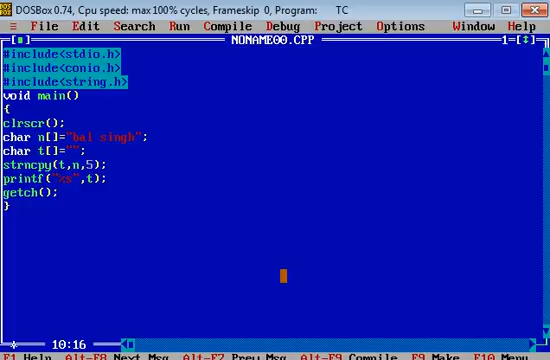 DOS BOX DOSBox 0.74, Cpu speed: max 100% cycles, Frameskip 0, Program: TC
≡ File Edit Search Run Compile Debug Project Options Window Help
[■] NONAME00.CPP 1=[↕]
#include<stdio.h>
#include<conio.h>
#include<string.h>
void main()
{
clrscr();
char n[]="bal singh";
char t[]="";
strncpy(t,n,5);
printf("%s",t);
getch();
}
* 10:16
F1 Help Alt-F8 Next Msg Alt-F7 Prev Msg Alt-F9 Compile F9 Make F10 Menu